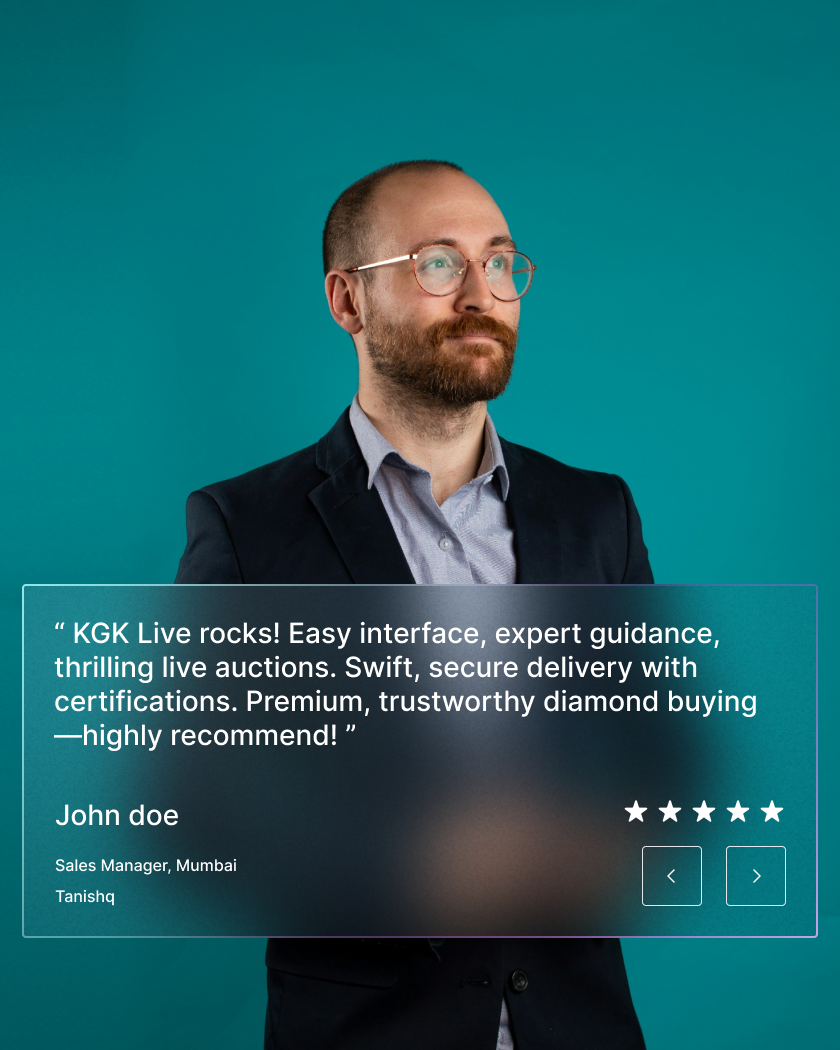 “ KGK Live rocks! Easy interface, expert guidance,
thrilling live auctions. Swift, secure delivery with
certifications. Premium, trustworthy diamond buying
—highly recommend! ”
John doe
Sales Manager, Mumbai
Tanishq